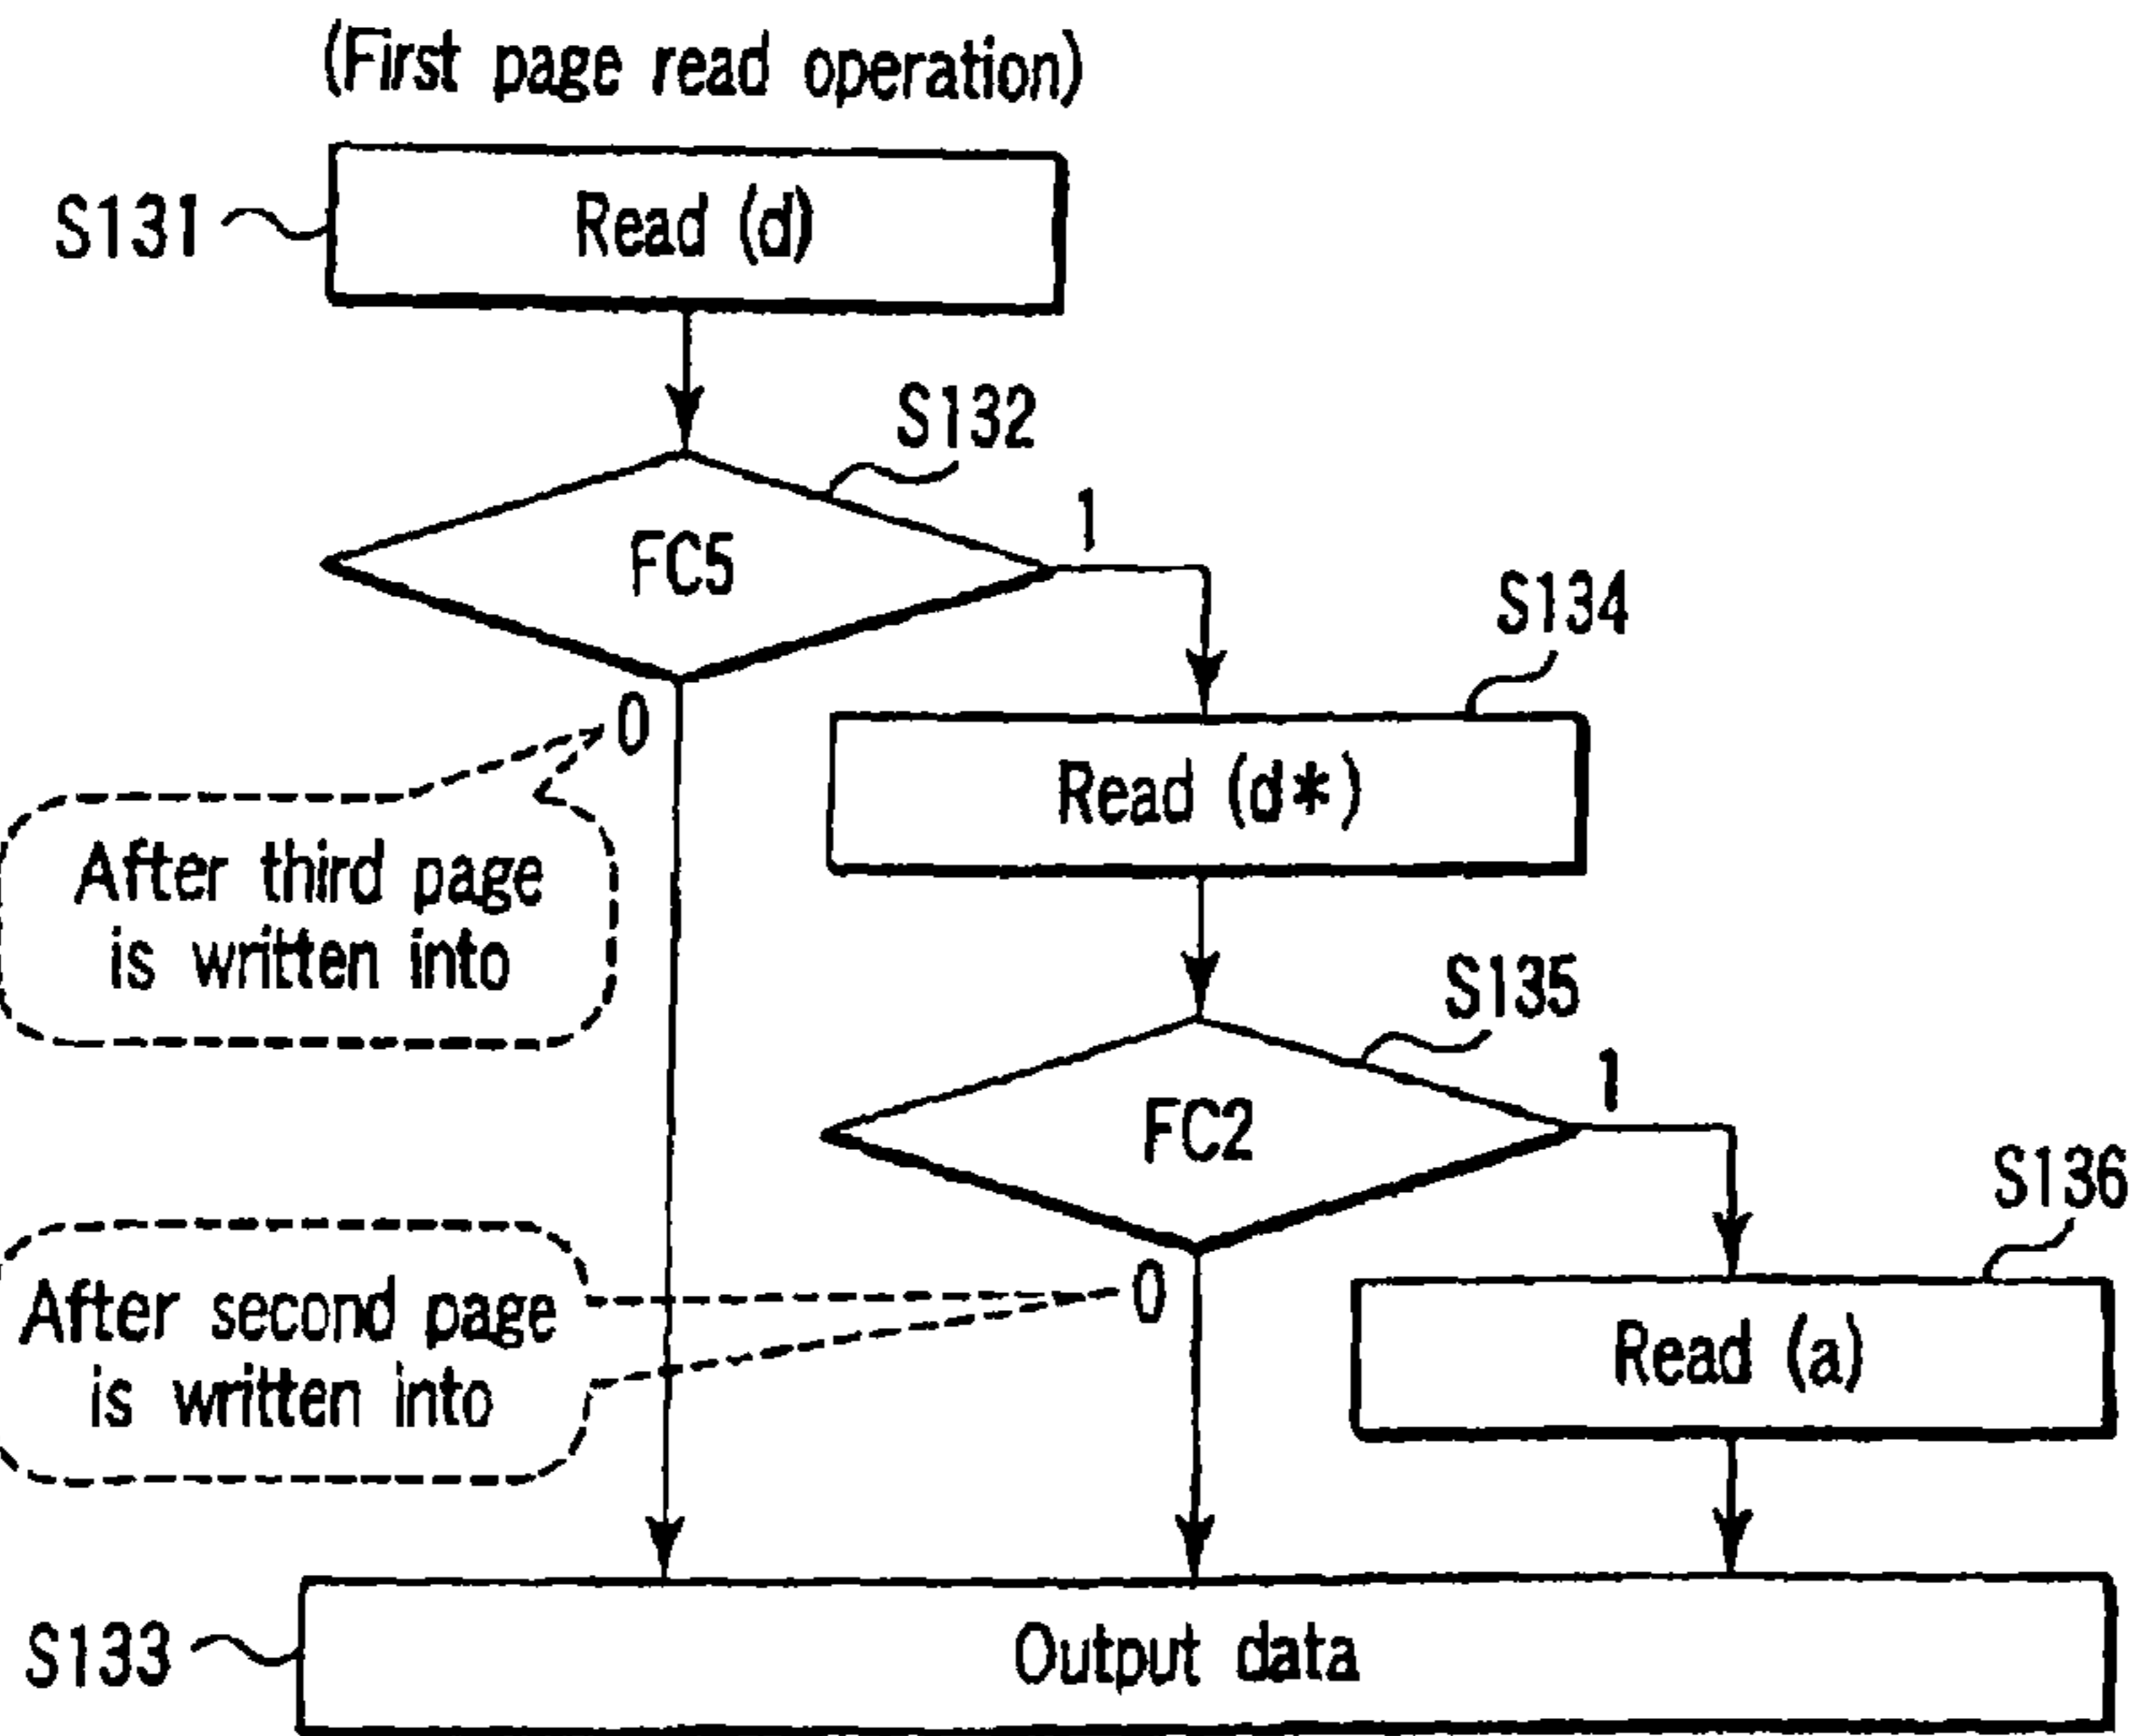 (First page read operation)
S131
Read (d)
S132
FC5
1
0
S134
Read (d*)
After third page
is written into
S135
FC2
1
0
S136
Read (a)
After second page
is written into
S133
Output data